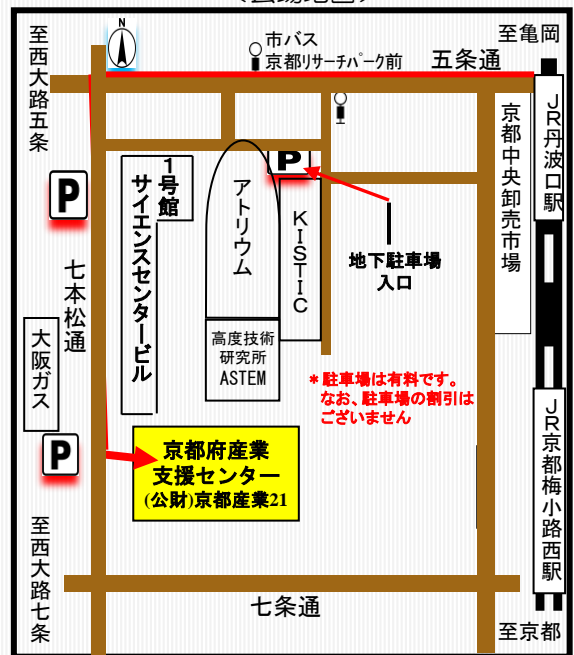 N
至西大路五条
市バス
京都リサーチパーク前
五条通
至亀岡
JR丹波口駅
京都中央卸売市場
P
1号館
サイエンスセンタービル
アトリウム
P
KISTIC
地下駐車場
入口
七本松通
大阪ガス
高度技術
研究所
ASTEM
*駐車場は有料です。
なお、駐車場の割引は
ございません
P
京都府産業
支援センター
(公財)京都産業21
JR京都梅小路西駅
至西大路七条
七条通
至京都